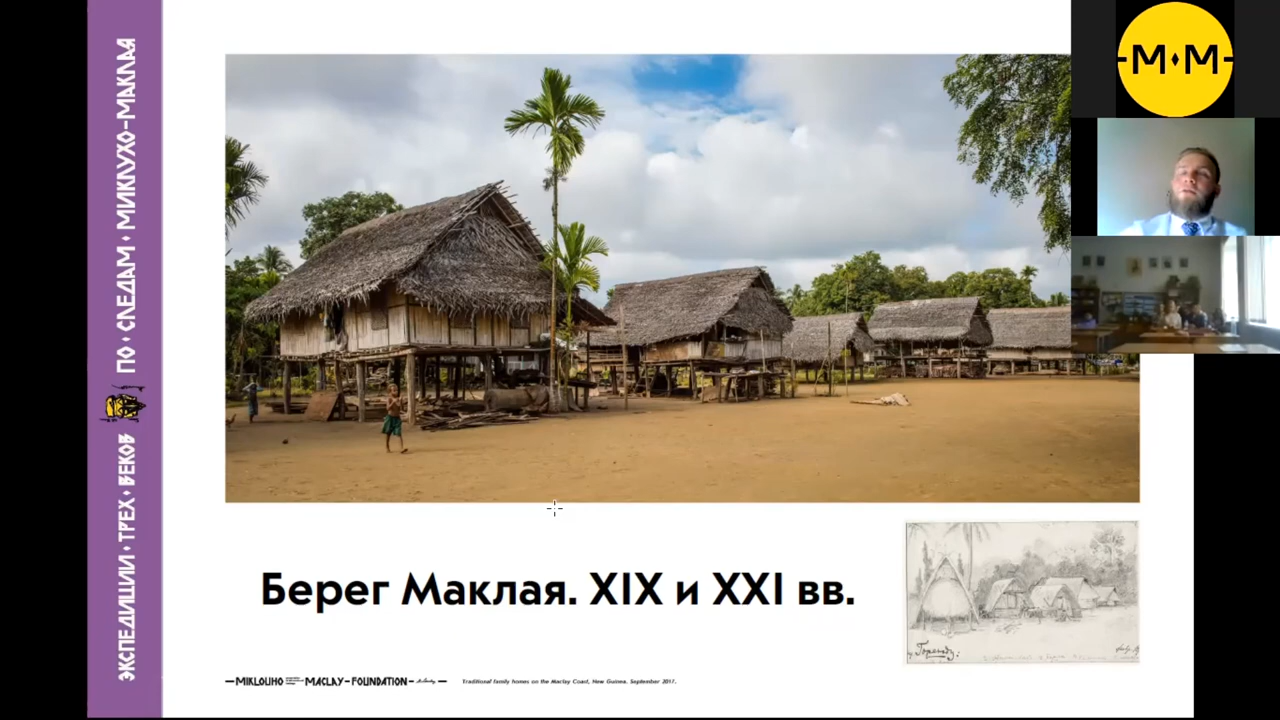 ЭКСПЕДИЦИИ ТРЕХ ВЕКОВ ПО СЛЕДАМ МИКЛУХО-МАКЛАЯ
М М
Берег Маклая. XIX и XXI вв.
Горенду.
MIKLOUHO MACLAY FOUNDATION
Traditional family homes on the Maclay Coast, New Guinea. September 2017.